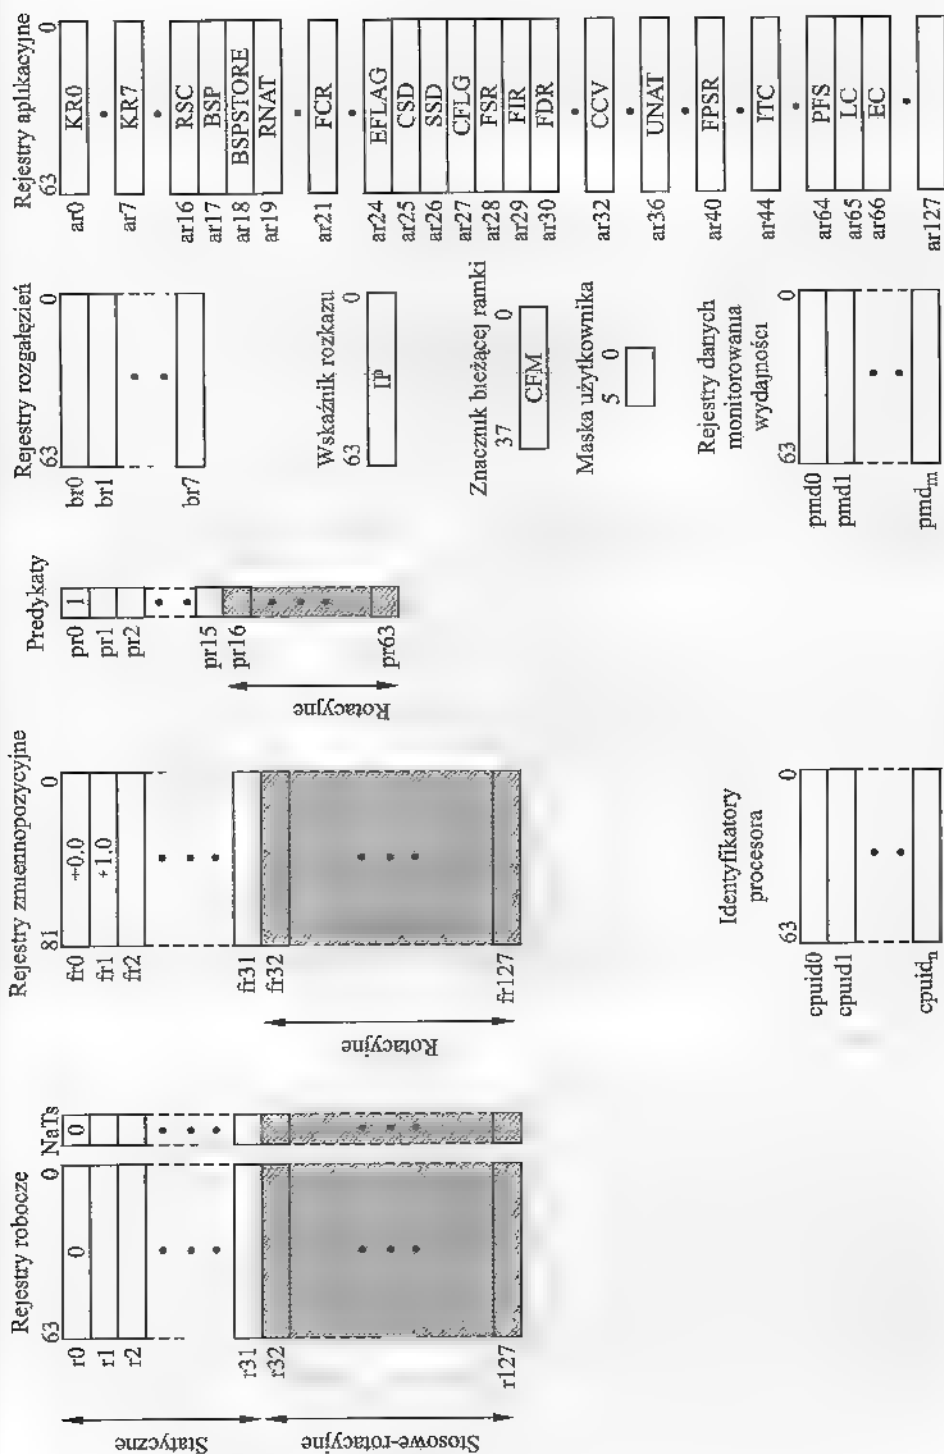 Rejestry robocze
63 0
NaTs
r0 0 0
r1
r2
r31
r32
r127
Statyczne
Stosowe-rotacyjne
Rejestry zmiennopozycyjne
81 0
fr0 +0.0
fr1 +1.0
fr2
fr31
fr32
fr127
Rotacyjne
Predykaty
pr0 1
pr1
pr2
pr15
pr16
pr63
Rotacyjne
Rejestry rozgałęzień
63 0
br0
br1
br7
Wskaźnik rozkazu
63 0
IP
Znacznik bieżącej ramki
37 0
CFM
Maska użytkownika
5 0
Identyfikatory
procesora
63 0
cpuid0
cpuid1
cpuidn
Rejestry danych
monitorowania
wydajności
63 0
pmd0
pmd1
pmdm
Rejestry aplikacyjne
63 0
ar0 KR0
ar7 KR7
ar16 RSC
ar17 BSP
ar18 BSPSTORE
ar19 RNAT
ar21 FCR
ar24 EFLAG
ar25 CSD
ar26 SSD
ar27 CFLG
ar28 FSR
ar29 FIR
ar30 FDR
ar32 CCV
ar36 UNAT
ar40 FPSR
ar44 ITC
ar64 PFS
ar65 LC
ar66 EC
ar127